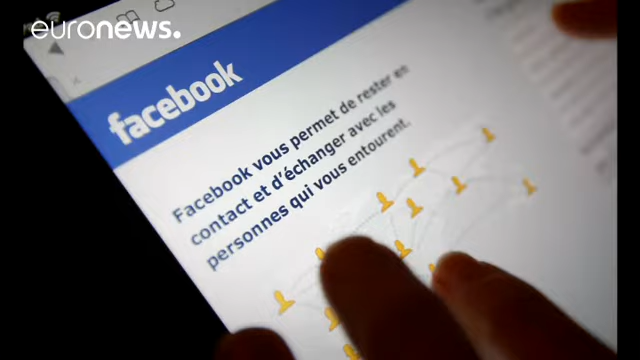 euronews.
facebook
Facebook vous permet de rester en
contact et d'échanger avec les
personnes qui vous entourent.